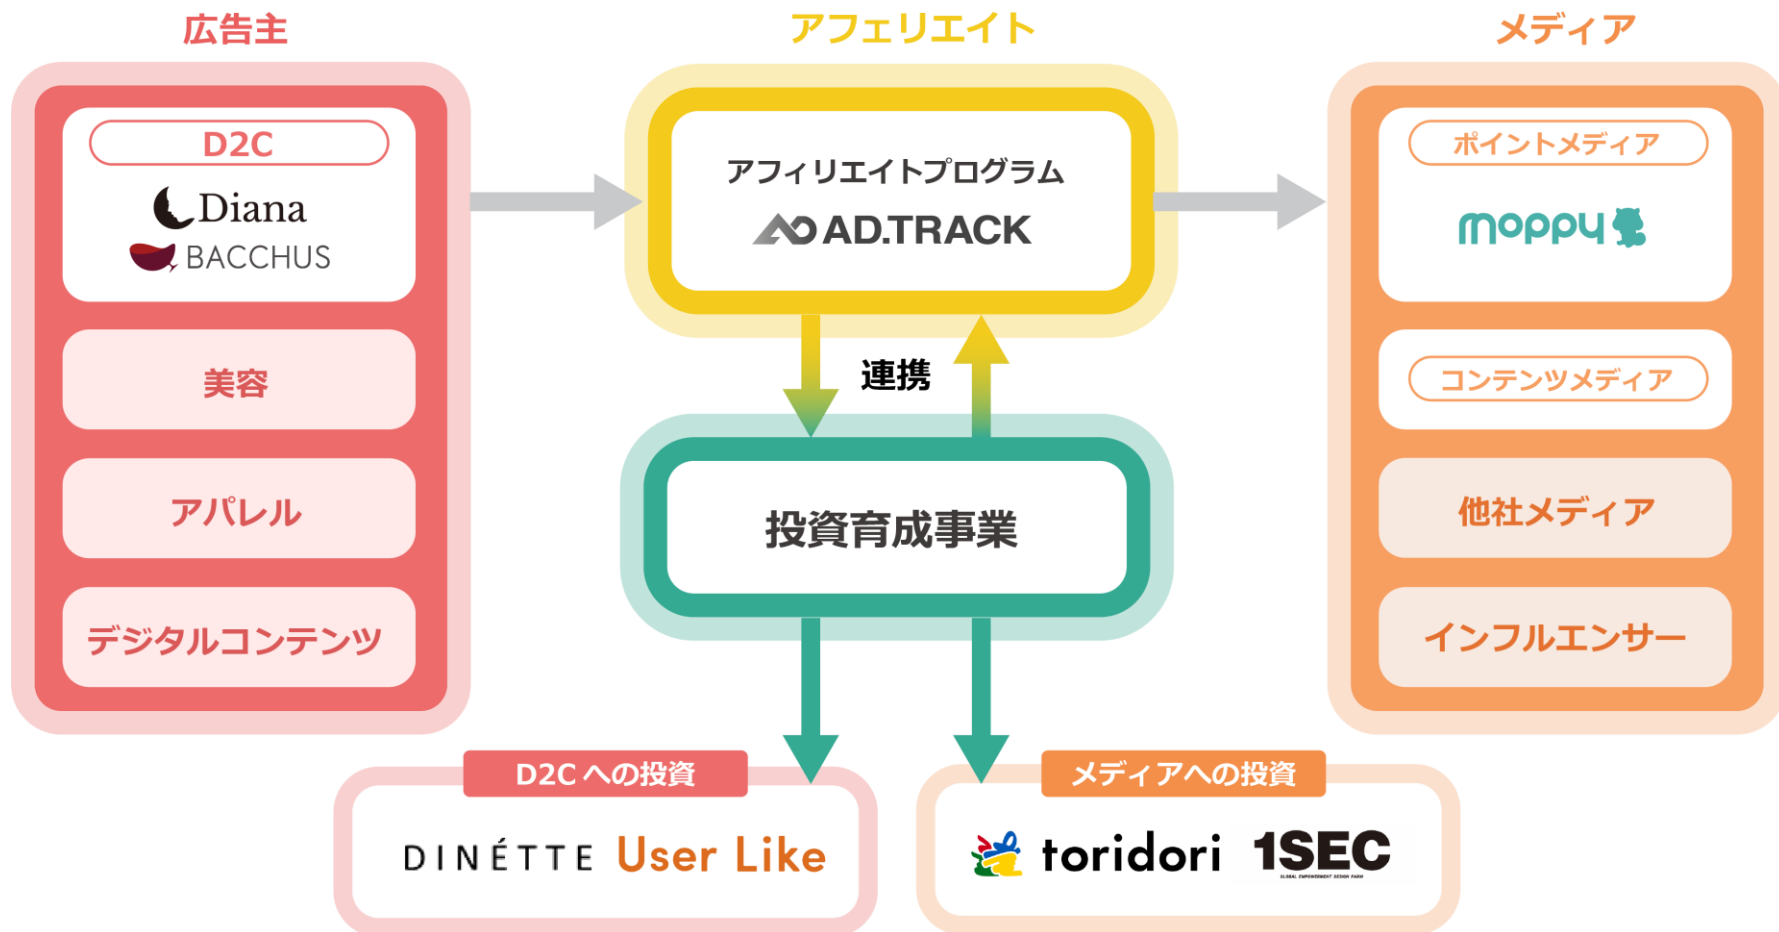 広告主
アフェリエイト
メディア
D2C
Diana
BACCHUS
美容
アパレル
デジタルコンテンツ
アフィリエイトプログラム
AD.TRACK
連携
投資育成事業
ポイントメディア
moppy
コンテンツメディア
他社メディア
インフルエンサー
D2Cへの投資
DINÉTTE User Like
メディアへの投資
toridori 1SEC
GLOBAL EMPOWERMENT DESIGN FARM